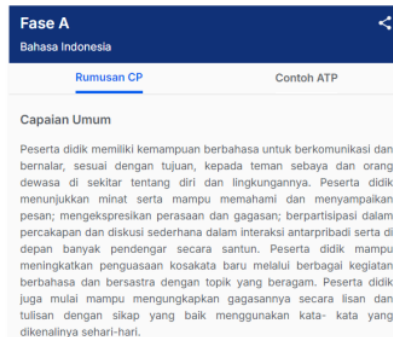 Fase A
Bahasa Indonesia
Rumusan CP
Contoh ATP
Capaian Umum
Peserta didik memiliki kemampuan berbahasa untuk berkomunikasi dan
bernalar, sesuai dengan tujuan, kepada teman sebaya dan orang
dewasa di sekitar tentang diri dan lingkungannya. Peserta didik
menunjukkan minat serta mampu memahami dan menyampaikan
pesan; mengekspresikan perasaan dan gagasan; berpartisipasi dalam
percakapan dan diskusi sederhana dalam interaksi antarpribadi serta di
depan banyak pendengar secara santun. Peserta didik mampu
meningkatkan penguasaan kosakata baru melalui berbagai kegiatan
berbahasa dan bersastra dengan topik yang beragam. Peserta didik
juga mulai mampu mengungkapkan gagasannya secara lisan dan
tulisan dengan sikap yang baik menggunakan kata- kata yang
dikenalinya sehari-hari.